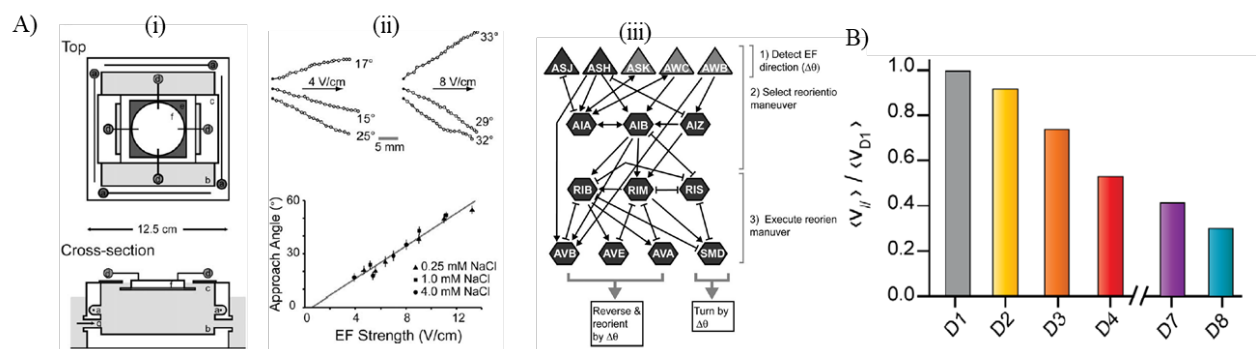 A)
(i)
Top
a
a
d
c
f
d
d
d
b
a
a
12.5 cm
Cross-section
d
d
c
a
a
e
b
(ii)
17°
4 V/cm
15°
25°
33°
8 V/cm
29°
32°
5 mm
Approach Angle (°)
60
30
0
0.25 mM NaCl
1.0 mM NaCl
4.0 mM NaCl
0 4 8 12
EF Strength (V/cm)
(iii)
ASJ ASH ASK AWC AWB
AIA AIB AIZ
RIB RIM RIS
AVB AVE AVA SMD
1) Detect EF
direction (Δθ)
2) Select reorientio
maneuver
3) Execute reorien
manuver
Reverse &
reorient
by Δθ
Turn by
Δθ
B)
<V_i/> / <V_D1>
1.0
0.8
0.6
0.4
0.2
0.0
D1 D2 D3 D4 // D7 D8